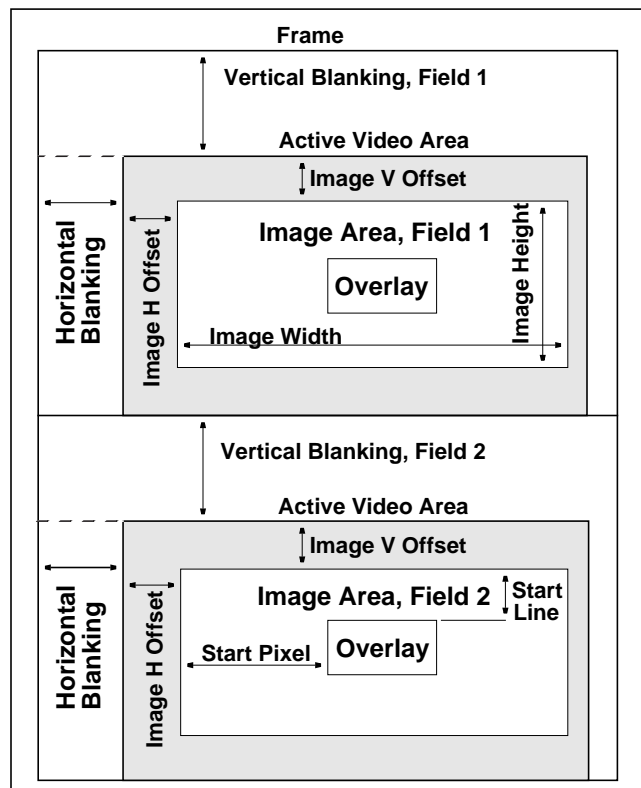 Frame
Vertical Blanking, Field 1
Active Video Area
Image V Offset
Horizontal
Blanking
Image H Offset
Image Area, Field 1
Image Height
Overlay
Image Width
Vertical Blanking, Field 2
Active Video Area
Image V Offset
Horizontal
Blanking
Image H Offset
Image Area, Field 2
Start
Line
Start Pixel
Overlay